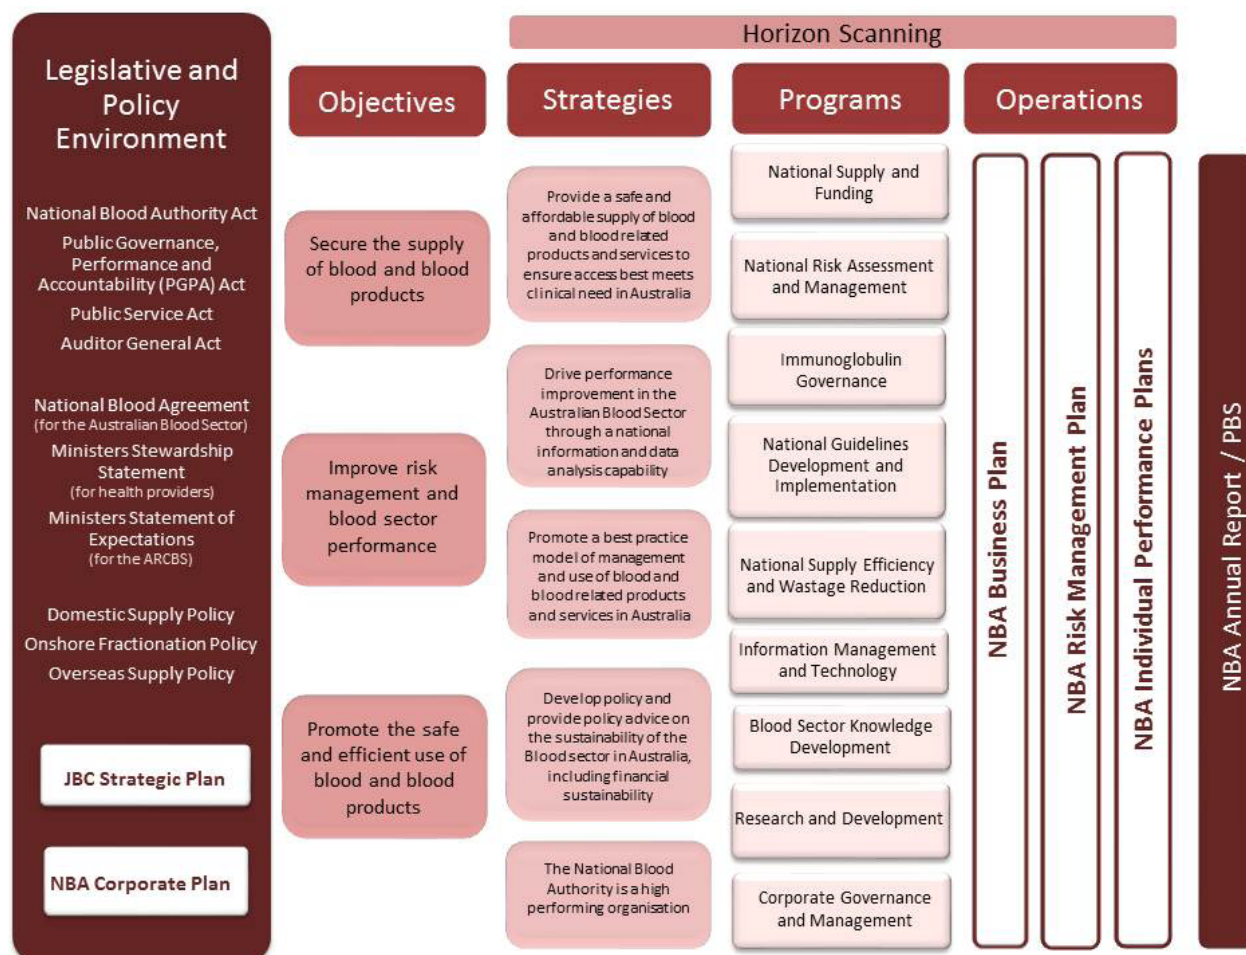 Horizon Scanning
Legislative and
Policy
Environment
National Blood Authority Act
Public Governance,
Performance and
Accountability (PGPA) Act
Public Service Act
Auditor General Act
National Blood Agreement
(for the Australian Blood Sector)
Ministers Stewardship
Statement
(for health providers)
Ministers Statement of
Expectations
(for the ARCBS)
Domestic Supply Policy
Onshore Fractionation Policy
Overseas Supply Policy
JBC Strategic Plan
NBA Corporate Plan
Objectives
Secure the supply
of blood and blood
products
Improve risk
management and
blood sector
performance
Promote the safe
and efficient use of
blood and blood
products
Strategies
Provide a safe and
affordable supply of blood
and blood related
products and services to
ensure access best meets
clinical need in Australia
Drive performance
improvement in the
Australian Blood Sector
through a national
information and data
analysis capability
Promote a best practice
model of management
and use of blood and
blood related products
and services in Australia
Develop policy and
provide policy advice on
the sustainability of the
Blood sector in Australia,
including financial
sustainability
The National Blood
Authority is a high
performing organisation
Programs
National Supply and
Funding
National Risk Assessment
and Management
Immunoglobulin
Governance
National Guidelines
Development and
Implementation
National Supply Efficiency
and Wastage Reduction
Information Management
and Technology
Blood Sector Knowledge
Development
Research and Development
Corporate Governance
and Management
Operations
NBA Business Plan
NBA Risk Management Plan
NBA Individual Performance Plans
NBA Annual Report / PBS